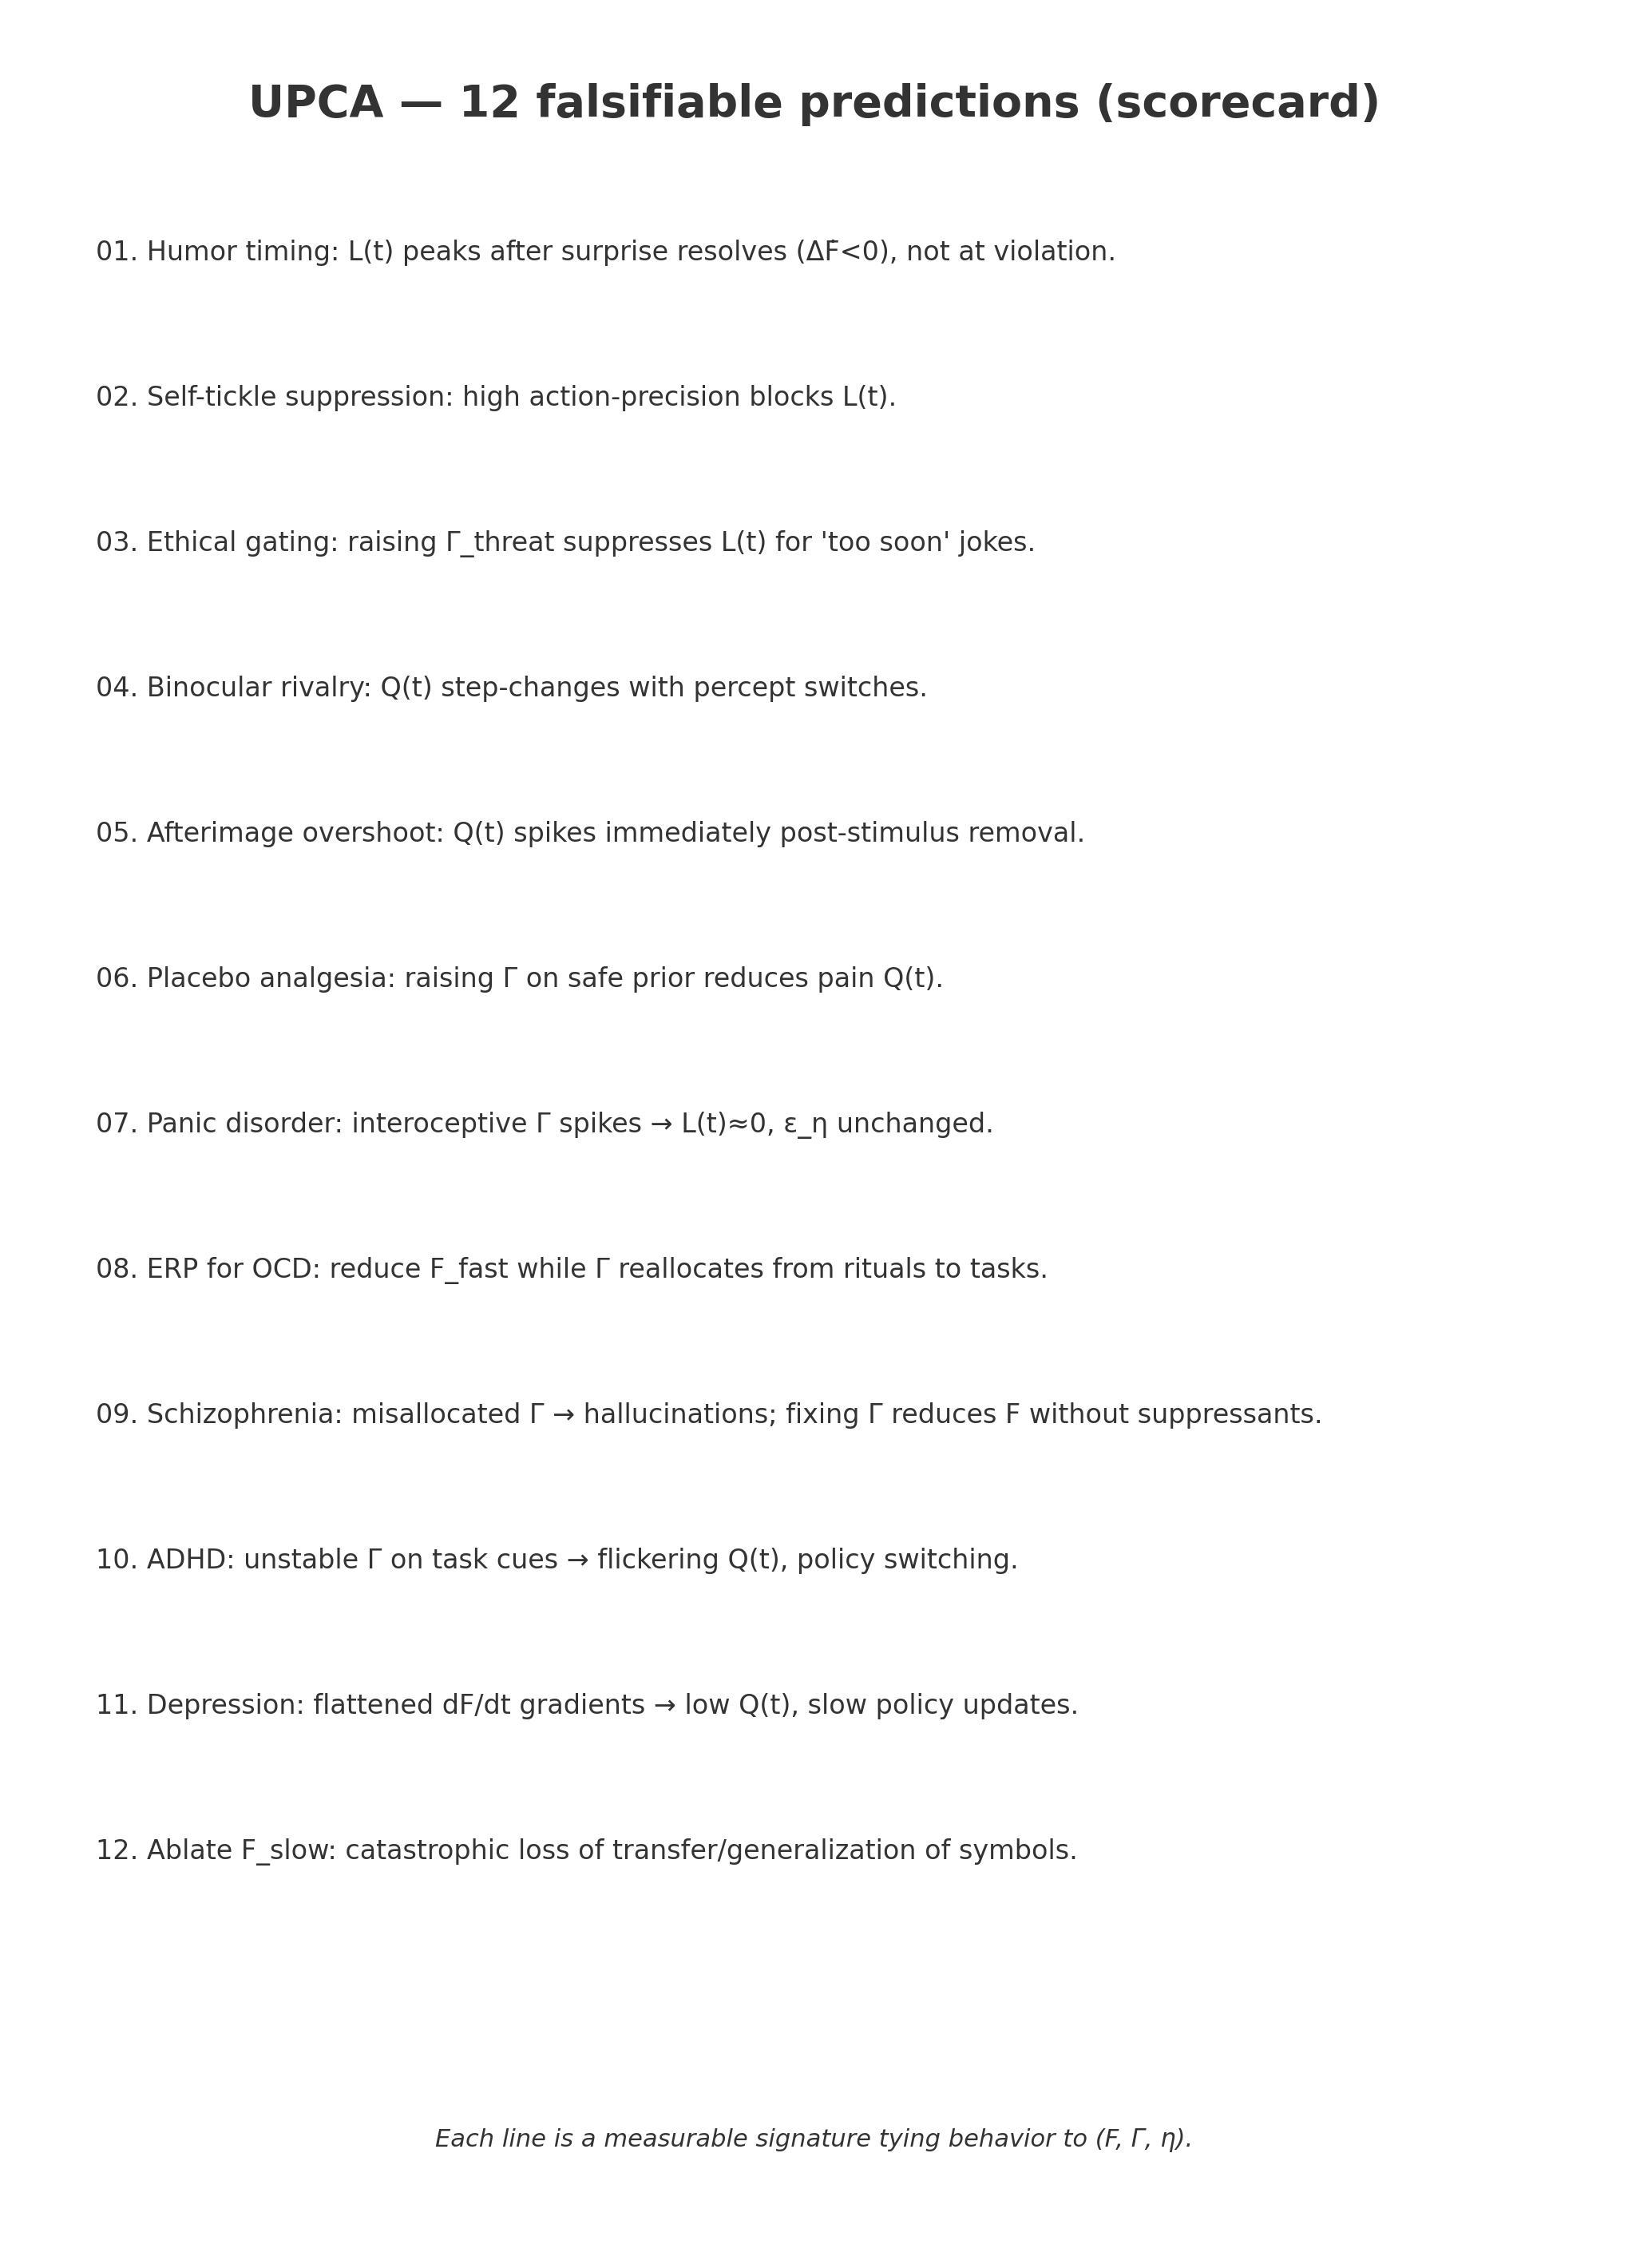 UPCA — 12 falsifiable predictions (scorecard)
01. Humor timing: L(t) peaks after surprise resolves (ΔḞ<0), not at violation.
02. Self-tickle suppression: high action-precision blocks L(t).
03. Ethical gating: raising Γ_threat suppresses L(t) for 'too soon' jokes.
04. Binocular rivalry: Q(t) step-changes with percept switches.
05. Afterimage overshoot: Q(t) spikes immediately post-stimulus removal.
06. Placebo analgesia: raising Γ on safe prior reduces pain Q(t).
07. Panic disorder: interoceptive Γ spikes → L(t)≈0, ε_η unchanged.
08. ERP for OCD: reduce F_fast while Γ reallocates from rituals to tasks.
09. Schizophrenia: misallocated Γ → hallucinations; fixing Γ reduces F without suppressants.
10. ADHD: unstable Γ on task cues → flickering Q(t), policy switching.
11. Depression: flattened dF/dt gradients → low Q(t), slow policy updates.
12. Ablate F_slow: catastrophic loss of transfer/generalization of symbols.
Each line is a measurable signature tying behavior to (F, Γ, η).